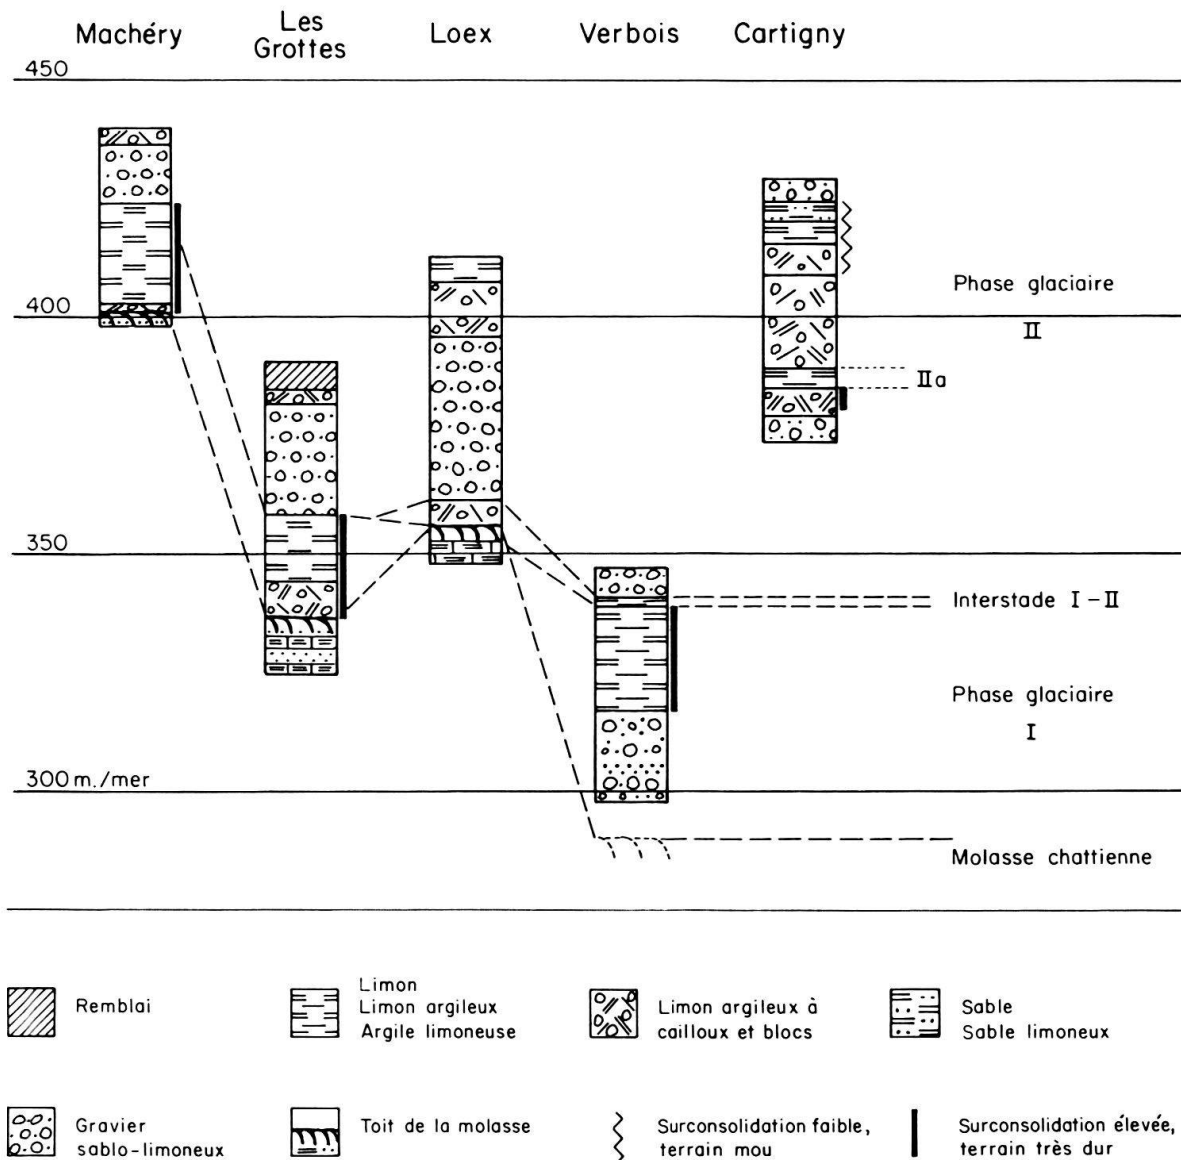 Machéry
Les
Grottes
Loex
Verbois
Cartigny
450
Phase glaciaire
400
II
IIa
350
Interstade I-II
Phase glaciaire
I
300 m./mer
Molasse chattienne
Remblai
Limon
Limon argileux
Argile limoneuse
Limon argileux à
cailloux et blocs
Sable
Sable limoneux
Gravier
sablo-limoneux
Toit de la molasse
Surconsolidation faible,
terrain mou
Surconsolidation élevée,
terrain très dur